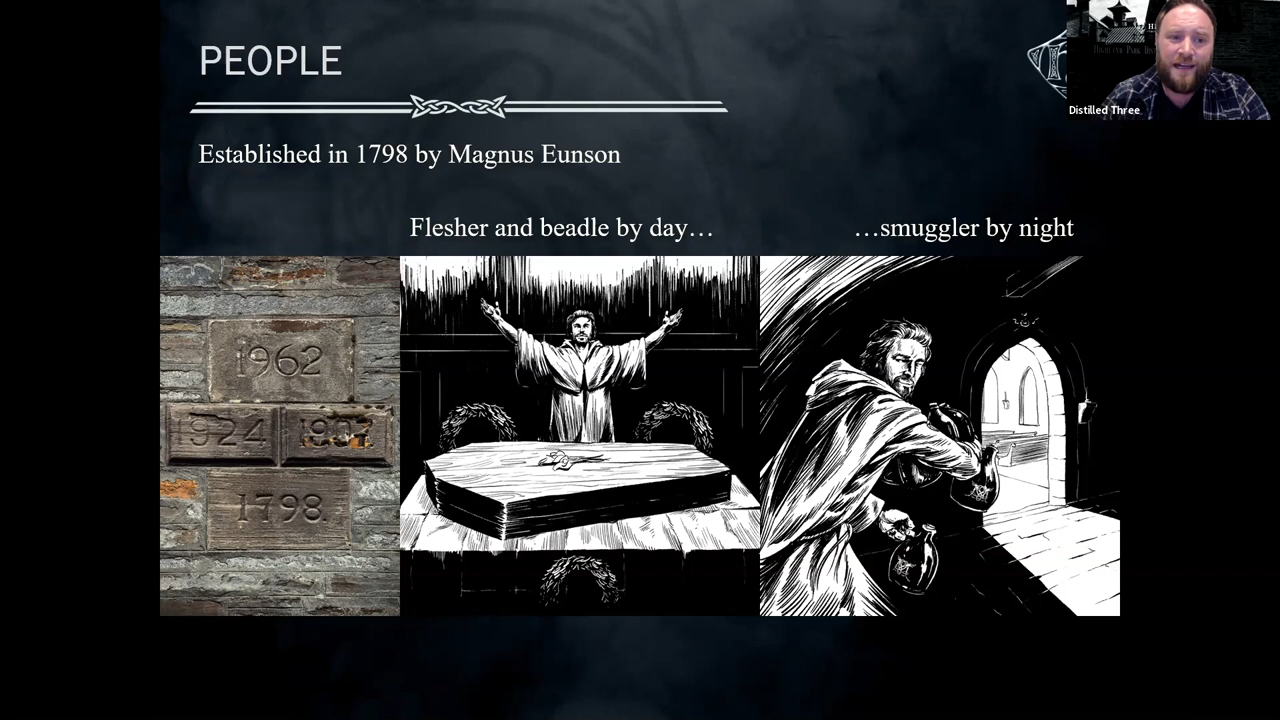 PEOPLE
Established in 1798 by Magnus Eunson
Flesher and beadle by day…
…smuggler by night
1962
1924
1798.
Distilled Three